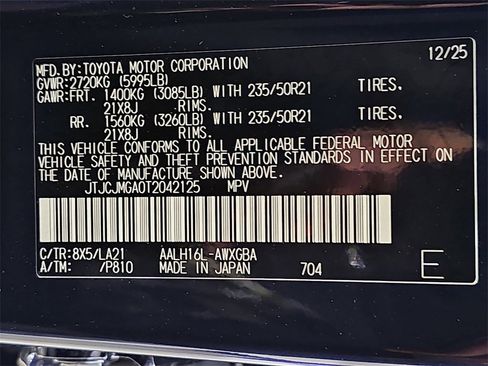 12/25
MFD.BY:TOYOTA MOTOR CORPORATION
GVWR:2720KG (5995LB)
GAWR:FRT. 1400KG (3085LB) WITH 235/50R21 TIRES.
21X8J RIMS.
RR. 1560KG (3260LB) WITH 235/50R21 TIRES.
21X8J RIMS.
THIS VEHICLE CONFORMS TO ALL APPLICABLE FEDERAL MOTOR
VEHICLE SAFETY AND THEFT PREVENTION STANDARDS IN EFFECT ON
THE DATE OF MANUFACTURE SHOWN ABOVE.
JTJCJMGA0T2042125 MPV
C/TR:8X5/LA21 AALH16L-AWXGBA
A/TM: /P810 MADE IN JAPAN 704 E